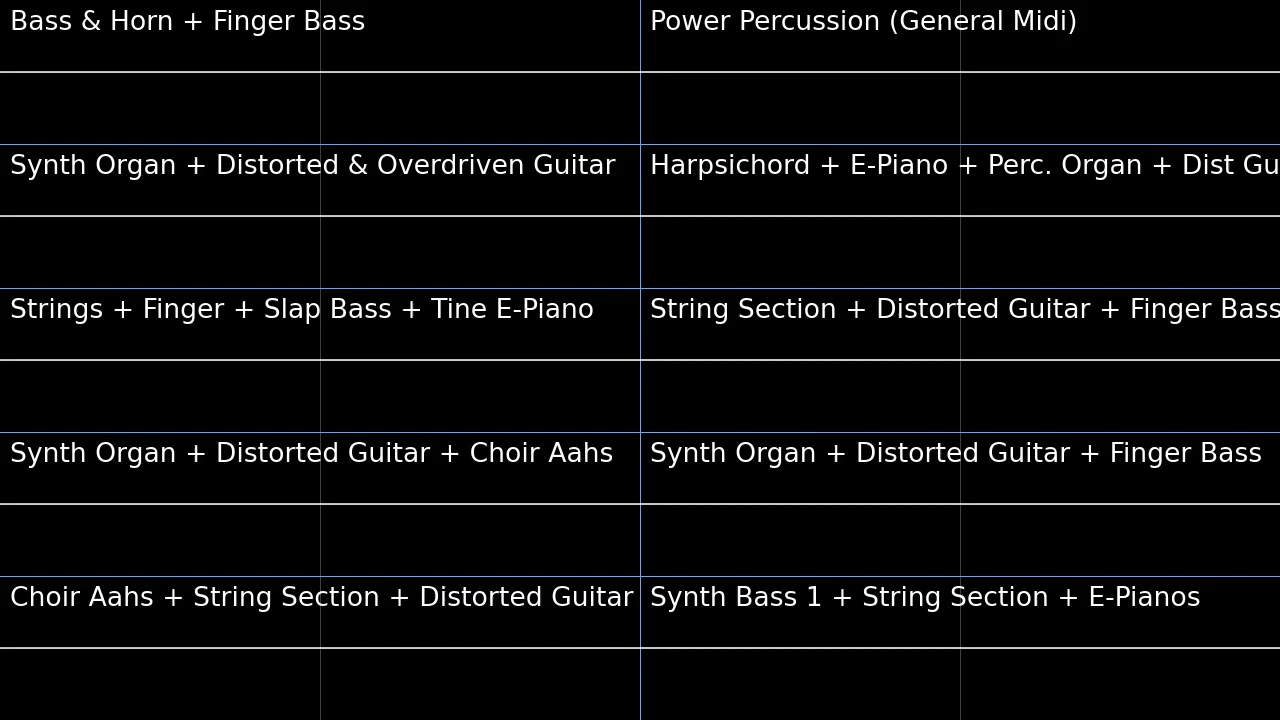 Bass & Horn + Finger Bass
Power Percussion (General Midi)
Synth Organ + Distorted & Overdriven Guitar
Harpsichord + E-Piano + Perc. Organ + Dist Gu
Strings + Finger + Slap Bass + Tine E-Piano
String Section + Distorted Guitar + Finger Bass
Synth Organ + Distorted Guitar + Choir Aahs
Synth Organ + Distorted Guitar + Finger Bass
Choir Aahs + String Section + Distorted Guitar
Synth Bass 1 + String Section + E-Pianos